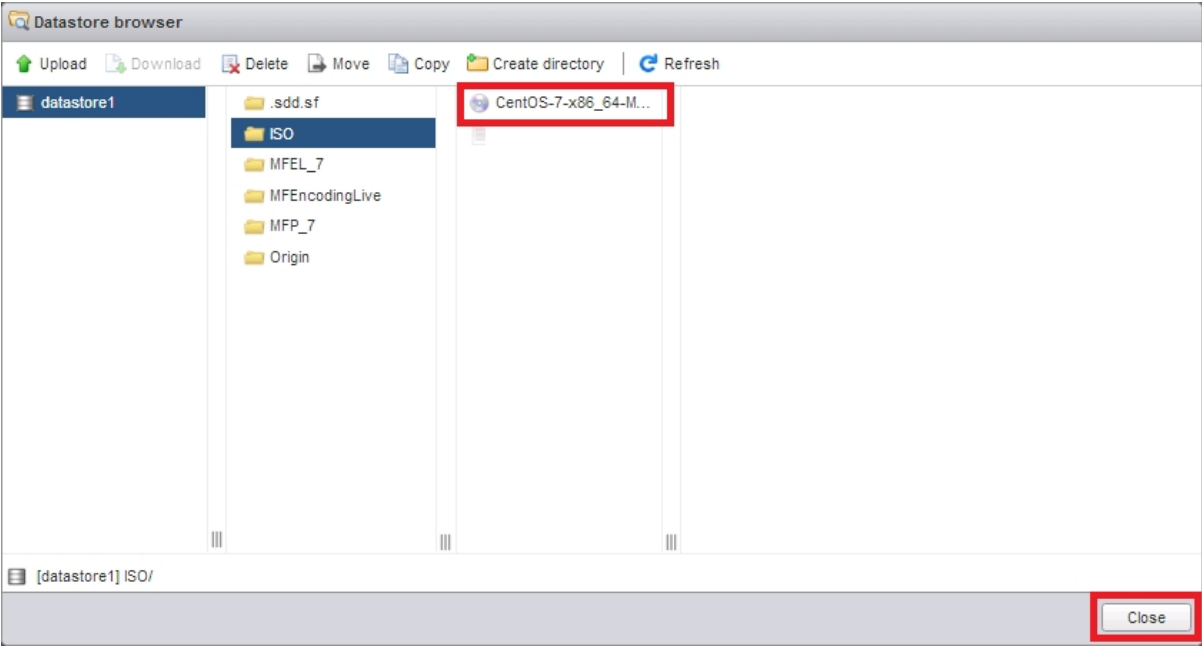 Datastore browser
Upload Download Delete Move Copy Create directory Refresh
datastore1
.sdd.sf
ISO
MFEL_7
MFEncodingLive
MFP_7
Origin
CentOS-7-x86_64-M...
[datastore1] ISO/
Close